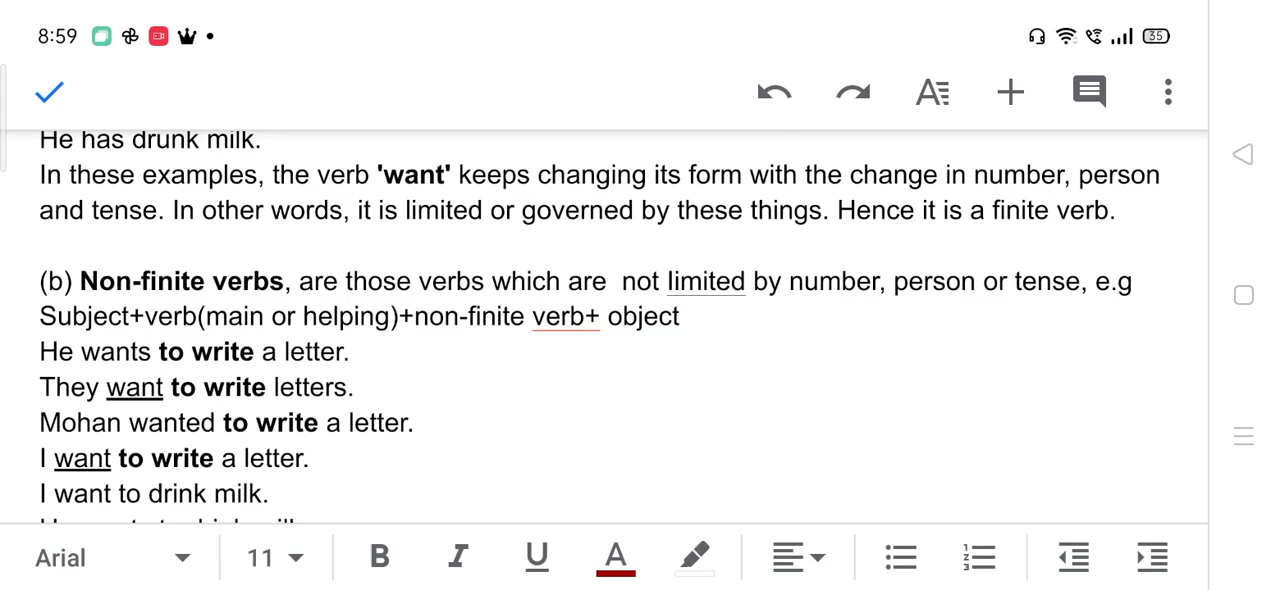 8:59
35
He has drunk milk.
In these examples, the verb 'want' keeps changing its form with the change in number, person
and tense. In other words, it is limited or governed by these things. Hence it is a finite verb.
(b) Non-finite verbs, are those verbs which are  not limited by number, person or tense, e.g
Subject+verb(main or helping)+non-finite verb+ object
He wants to write a letter.
They want to write letters.
Mohan wanted to write a letter.
I want to write a letter.
I want to drink milk.
Arial 11 B I U A